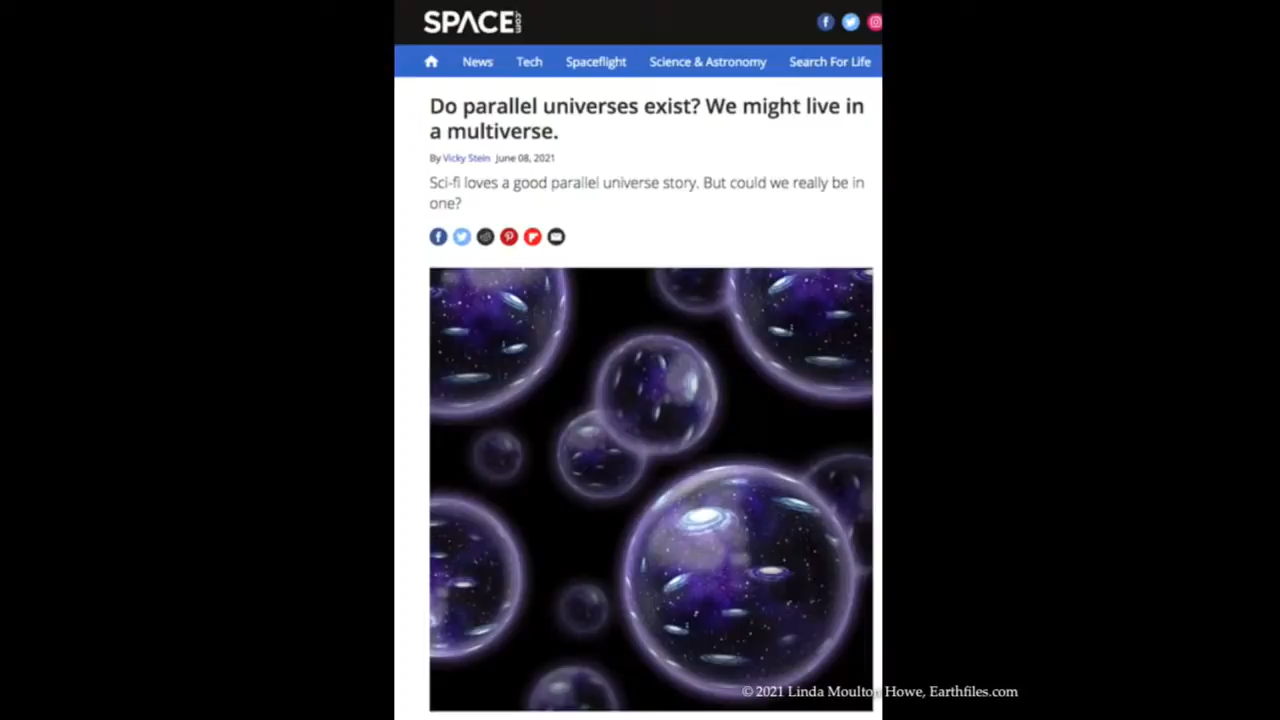 SPACE.com
News Tech Spaceflight Science & Astronomy Search For Life
Do parallel universes exist? We might live in
a multiverse.
By Vicky Stein June 08, 2021
Sci-fi loves a good parallel universe story. But could we really be in
one?
© 2021 Linda Moulton Howe, Earthfiles.com